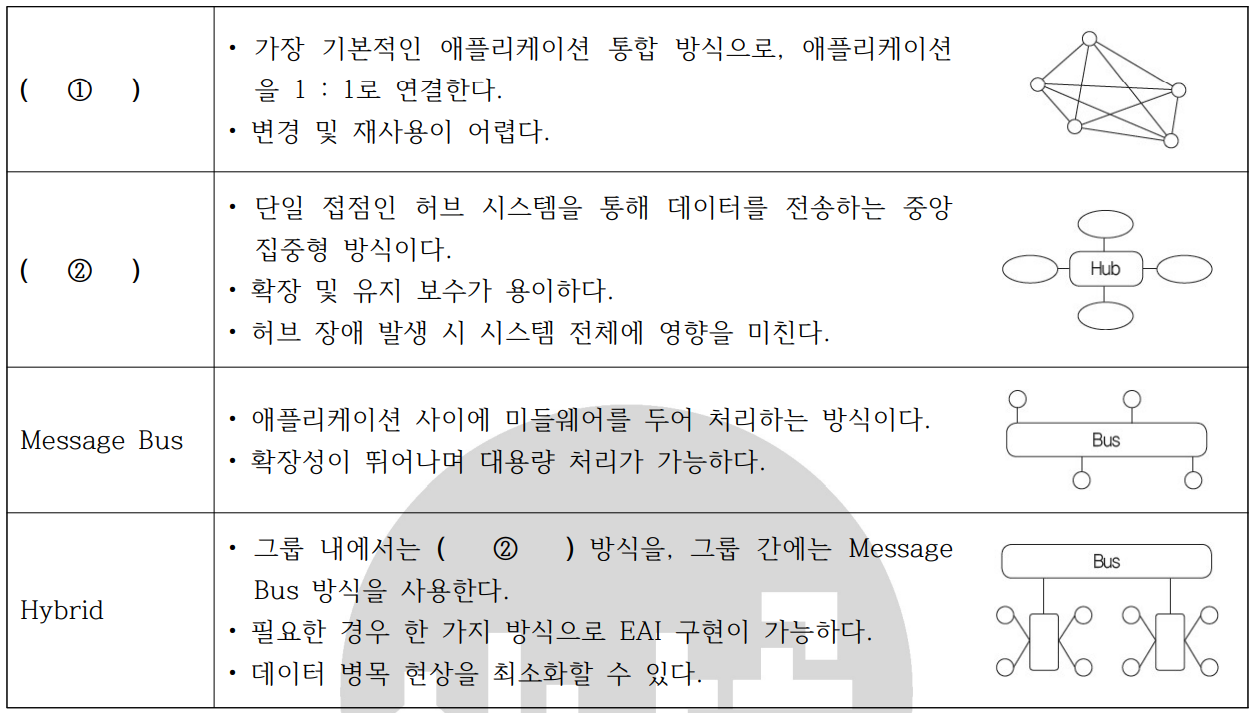 ( ① )
• 가장 기본적인 애플리케이션 통합 방식으로, 애플리케이션
을 1 : 1로 연결한다.
• 변경 및 재사용이 어렵다.
( ② )
• 단일 접점인 허브 시스템을 통해 데이터를 전송하는 중앙
집중형 방식이다.
• 확장 및 유지 보수가 용이하다.
• 허브 장애 발생 시 시스템 전체에 영향을 미친다.
Hub
Message Bus
• 애플리케이션 사이에 미들웨어를 두어 처리하는 방식이다.
• 확장성이 뛰어나며 대용량 처리가 가능하다.
Bus
Hybrid
• 그룹 내에서는 ( ② ) 방식을, 그룹 간에는 Message
Bus 방식을 사용한다.
• 필요한 경우 한 가지 방식으로 EAI 구현이 가능하다.
• 데이터 병목 현상을 최소화할 수 있다.
Bus